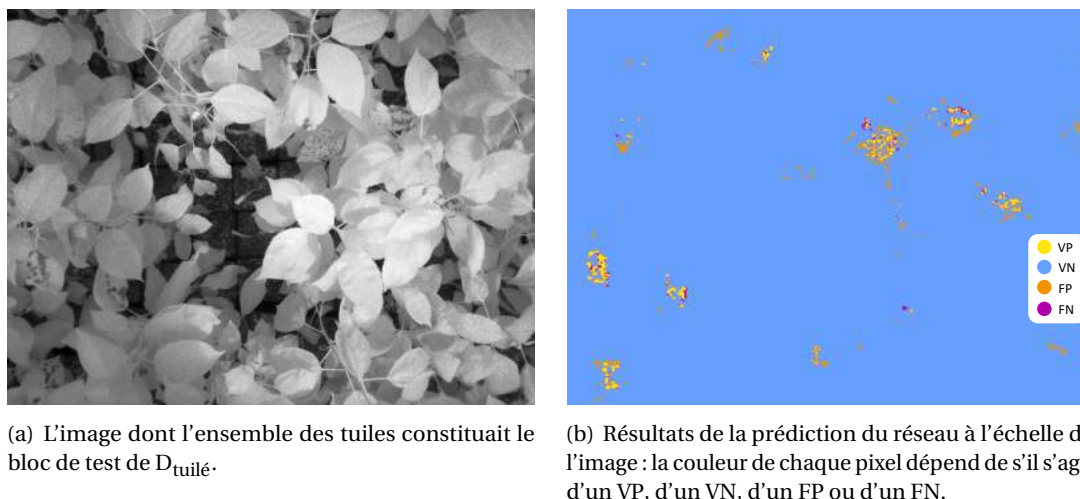 VP
VN
FP
FN
(a) L'image dont l'ensemble des tuiles constituait le
bloc de test de Dtuilé.
(b) Résultats de la prédiction du réseau à l'échelle d
l'image : la couleur de chaque pixel dépend de s'il s'ag
d'un VP, d'un VN, d'un FP ou d'un FN.